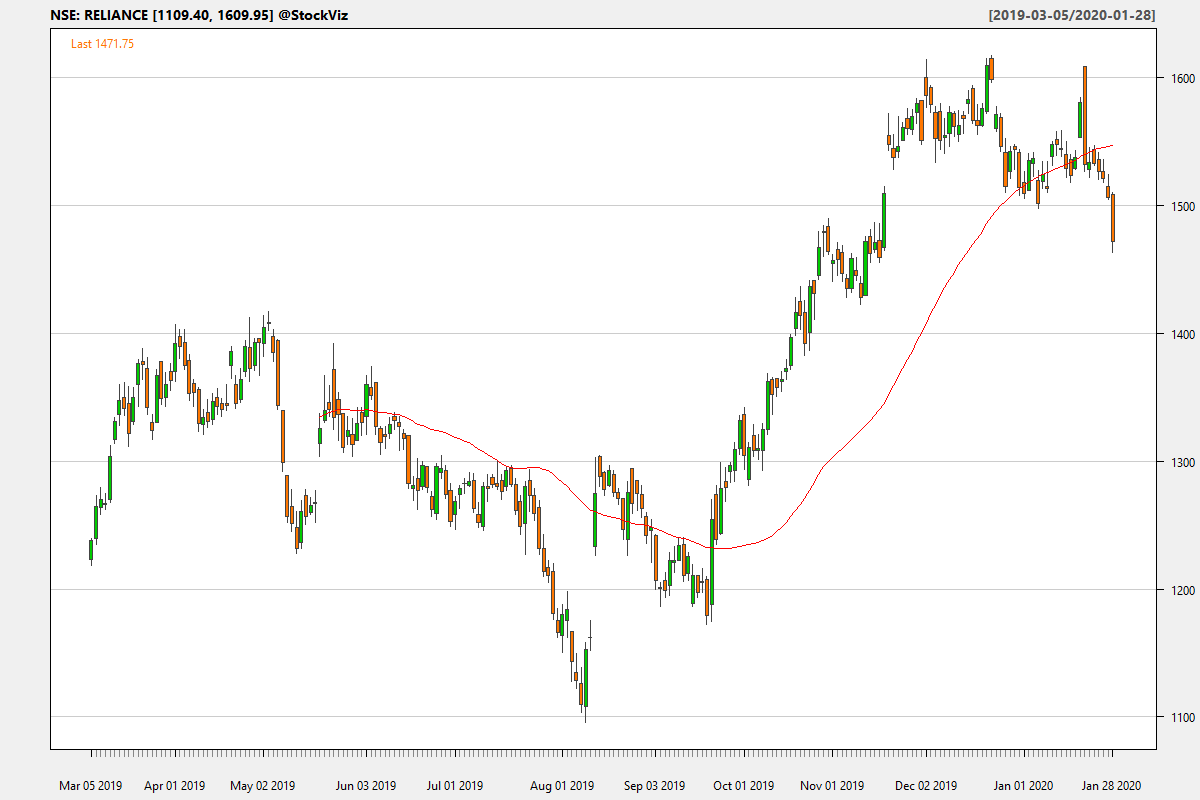 NSE: RELIANCE [1109.40, 1609.95] @StockViz
[2019-03-05/2020-01-28]
Last 1471.75
1600
1500
1400
1300
1200
1100
Mar 05 2019 Apr 01 2019 May 02 2019 Jun 03 2019 Jul 01 2019 Aug 01 2019 Sep 03 2019 Oct 01 2019 Nov 01 2019 Dec 02 2019 Jan 01 2020 Jan 28 2020